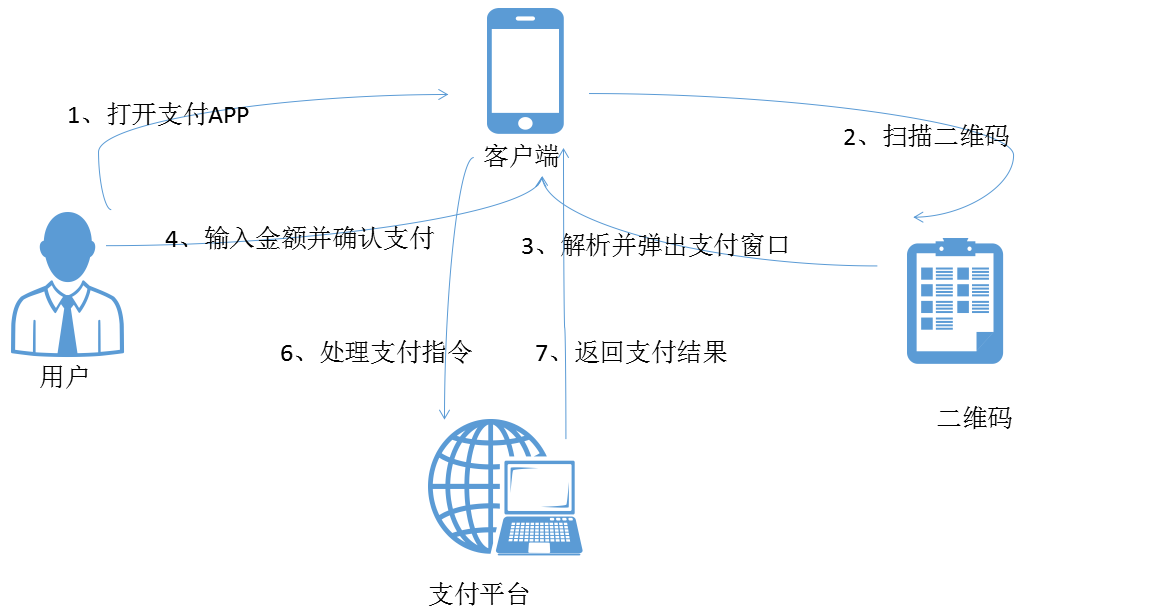 1、打开支付APP
2、扫描二维码
客户端
4、输入金额并确认支付
3、解析并弹出支付窗口
6、处理支付指令
7、返回支付结果
用户
二维码
支付平台